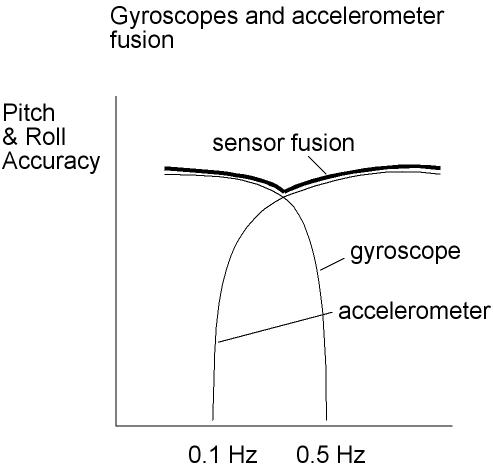 Gyroscopes and accelerometer
fusion
Pitch
& Roll
Accuracy
sensor fusion
gyroscope
accelerometer
0.1 Hz
0.5 Hz